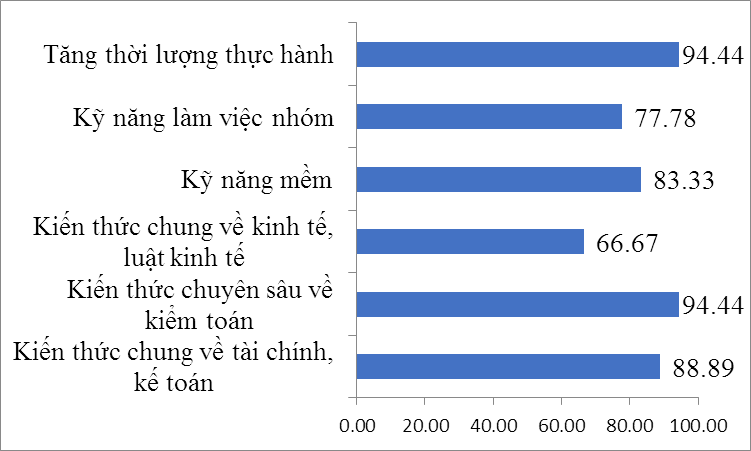 Tăng thời lượng thực hành
94.44
Kỹ năng làm việc nhóm
77.78
Kỹ năng mềm
83.33
Kiến thức chung về kinh tế,
luật kinh tế
66.67
Kiến thức chuyên sâu về
kiểm toán
94.44
Kiến thức chung về tài chính,
kế toán
88.89
0.00 20.00 40.00 60.00 80.00 100.00